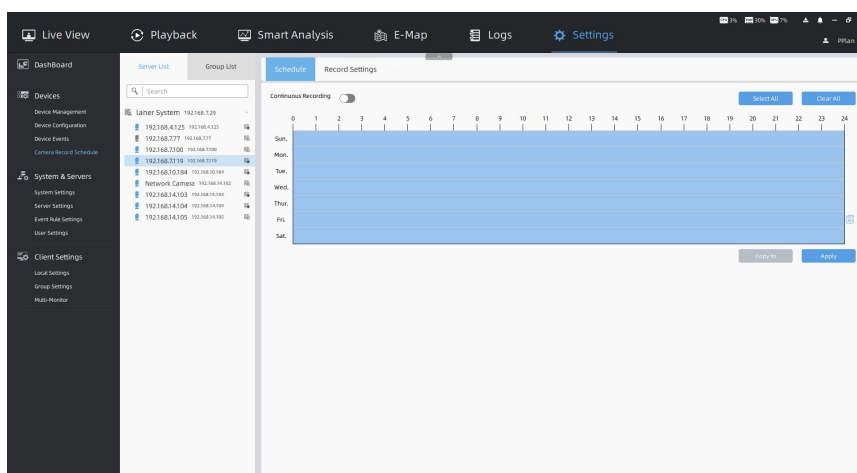 CPU 3% 30% 7%
Live View Playback Smart Analysis E-Map Logs Settings
PPlan
DashBoard
Devices
Device Management
Device Configuration
Device Events
Camera Record Schedule
System & Servers
System Settings
Server Settings
Event Rule Settings
User Settings
Client Settings
Local Settings
Group Settings
Multi-Monitor
Server List Group List
Search
laner System 192.168.7.29
192.168.4.125 192.168.4.125
192.168.7.77 192.168.7.77
192.168.7.100 192.168.7.100
192.168.7.119 192.168.7.119
192.168.10.184 192.168.10.184
Network Camera 192.168.14.102
192.168.14.103 192.168.14.103
192.168.14.104 192.168.14.104
192.168.14.105 192.168.14.105
Schedule Record Settings
Continuous Recording
Select All Clear All
0 1 2 3 4 5 6 7 8 9 10 11 12 13 14 15 16 17 18 19 20 21 22 23 24
Sun.
Mon.
Tue.
Wed.
Thur.
Fri.
Sat.
Copy to Apply